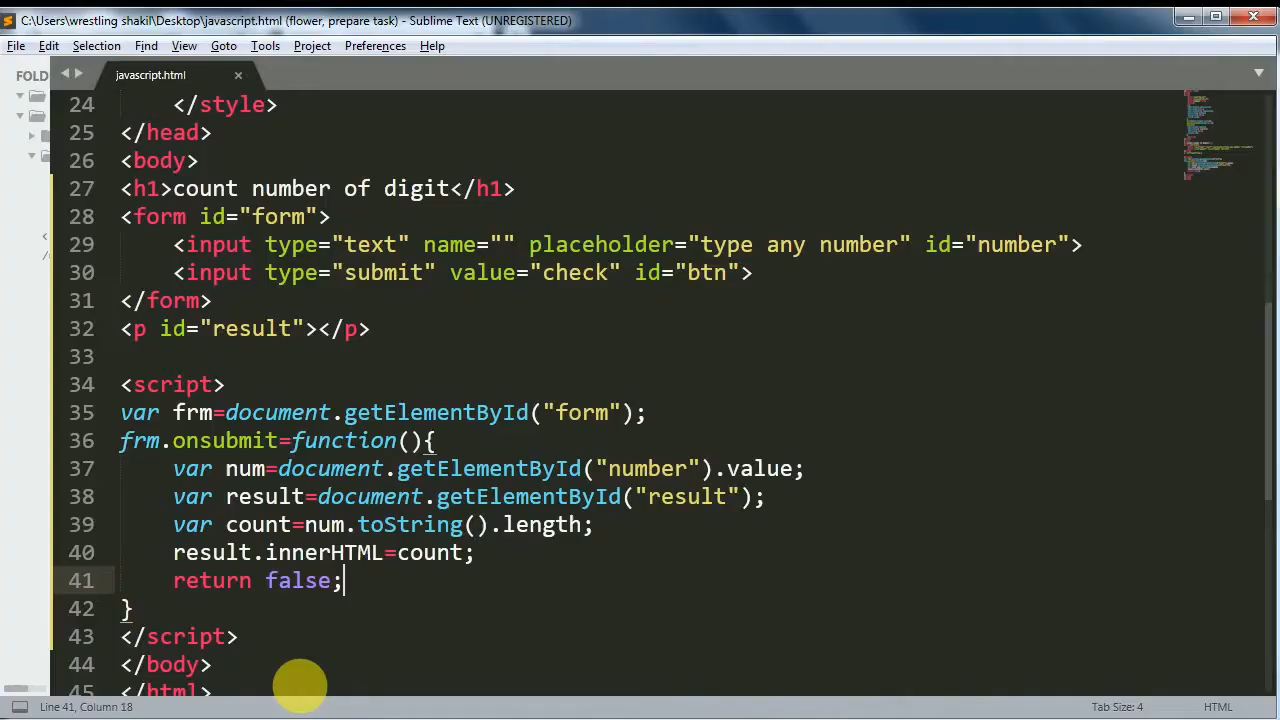 C:\Users\wrestling shakil\Desktop\javascript.html (flower, prepare task) - Sublime Text (UNREGISTERED)
File Edit Selection Find View Goto Tools Project Preferences Help
FOLD
javascript.html ×
24 </style>
25 </head>
26 <body>
27 <h1>count number of digit</h1>
28 <form id="form">
29 <input type="text" name="" placeholder="type any number" id="number">
30 <input type="submit" value="check" id="btn">
31 </form>
32 <p id="result"></p>
33
34 <script>
35 var frm=document.getElementById("form");
36 frm.onsubmit=function(){
37 var num=document.getElementById("number").value;
38 var result=document.getElementById("result");
39 var count=num.toString().length;
40 result.innerHTML=count;
41 return false;
42 }
43 </script>
44 </body>
45 </html>
Line 41, Column 18
Tab Size: 4
HTML